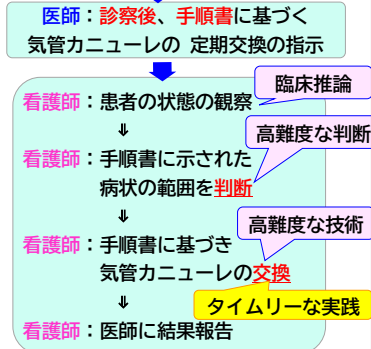 医師：診察後、手順書に基づく
気管カニューレの 定期交換の指示
臨床推論
看護師：患者の状態の観察
⇓
高難度な判断
看護師：手順書に示された
病状の範囲を判断
⇓
高難度な技術
看護師：手順書に基づき
気管カニューレの交換
⇓
タイムリーな実践
看護師：医師に結果報告